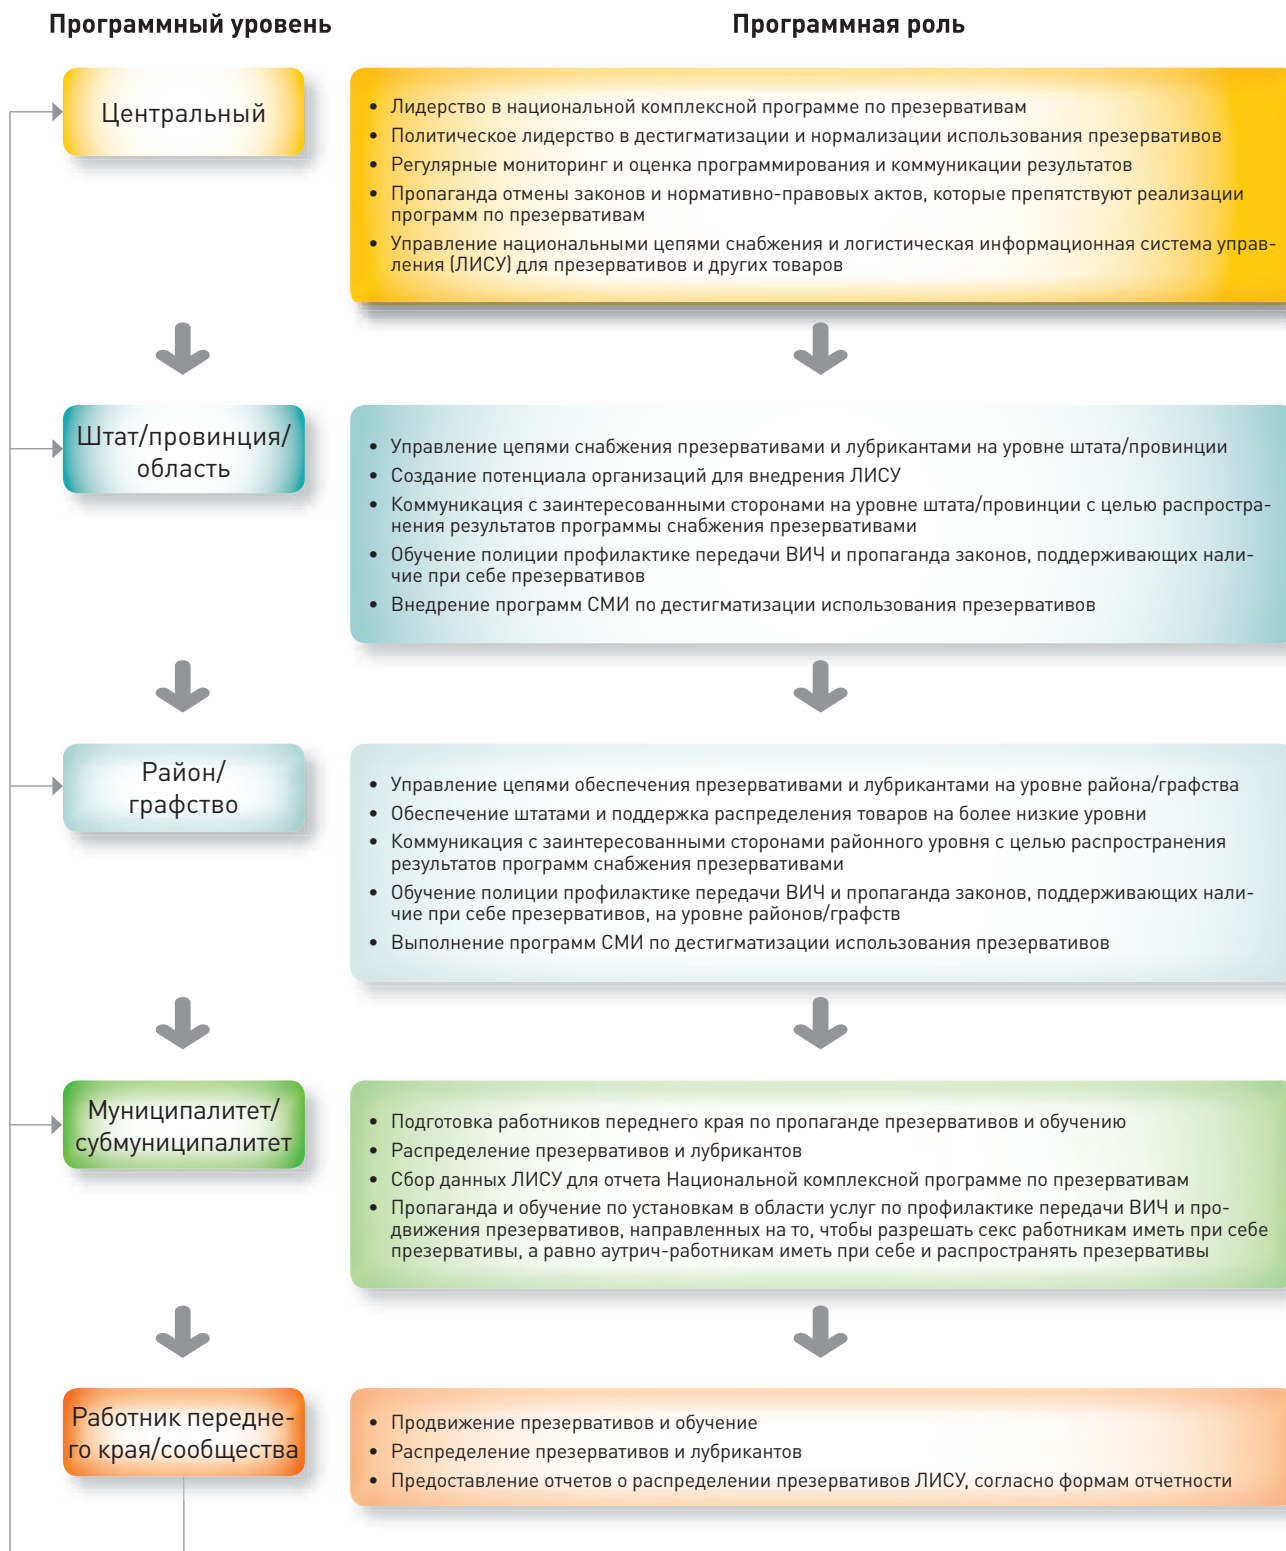 Программный уровень
Программная роль
Центральный
• Лидерство в национальной комплексной программе по презервативам
• Политическое лидерство в дестигматизации и нормализации использования презервативов
• Регулярные мониторинг и оценка программирования и коммуникации результатов
• Пропаганда отмены законов и нормативно-правовых актов, которые препятствуют реализации
программ по презервативам
• Управление национальными цепями снабжения и логистическая информационная система управ-
ления (ЛИСУ) для презервативов и других товаров
Штат/провинция/
область
• Управление цепями снабжения презервативами и лубрикантами на уровне штата/провинции
• Создание потенциала организаций для внедрения ЛИСУ
• Коммуникация с заинтересованными сторонами на уровне штата/провинции с целью распростра-
нения результатов программы снабжения презервативами
• Обучение полиции профилактике передачи ВИЧ и пропаганда законов, поддерживающих нали-
чие при себе презервативов
• Внедрение программ СМИ по дестигматизации использования презервативов
Район/
графство
• Управление цепями обеспечения презервативами и лубрикантами на уровне района/графства
• Обеспечение штатами и поддержка распределения товаров на более низкие уровни
• Коммуникация с заинтересованными сторонами районного уровня с целью распространения
результатов программ снабжения презервативами
• Обучение полиции профилактике передачи ВИЧ и пропаганда законов, поддерживающих нали-
чие при себе презервативов, на уровне районов/графств
• Выполнение программ СМИ по дестигматизации использования презервативов
Муниципалитет/
субмуниципалитет
• Подготовка работников переднего края по пропаганде презервативов и обучению
• Распределение презервативов и лубрикантов
• Сбор данных ЛИСУ для отчета Национальной комплексной программе по презервативам
• Пропаганда и обучение по установкам в области услуг по профилактике передачи ВИЧ и про-
движения презервативов, направленных на то, чтобы разрешать секс работникам иметь при себе
презервативы, а равно аутрич-работникам иметь при себе и распространять презервативы
Работник передне-
го края/сообщества
• Продвижение презервативов и обучение
• Распределение презервативов и лубрикантов
• Предоставление отчетов о распределении презервативов ЛИСУ, согласно формам отчетности